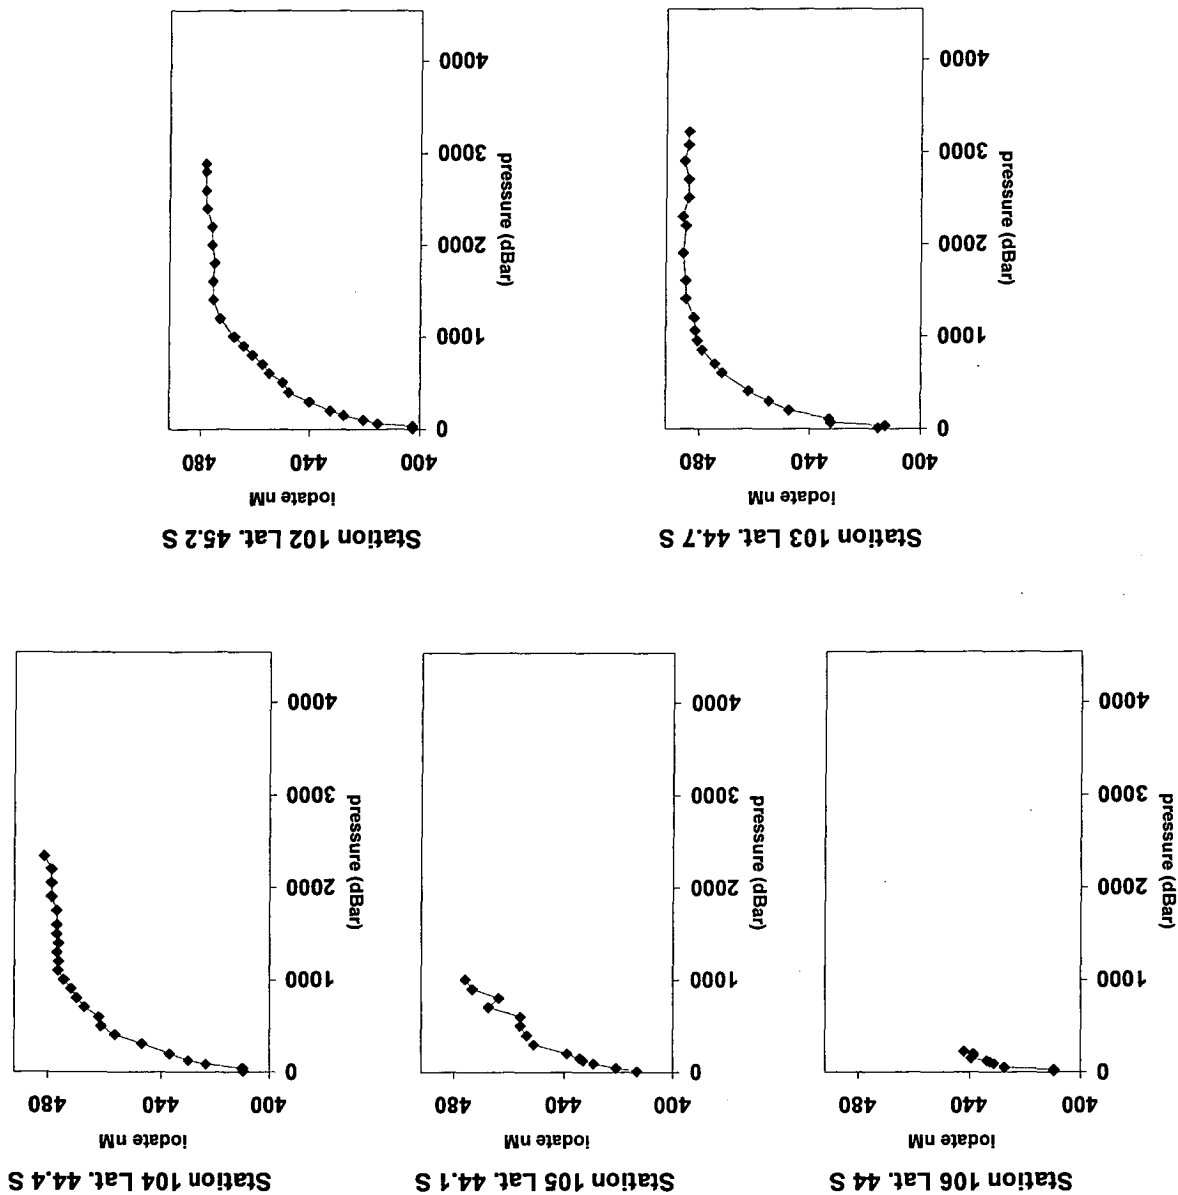 Station 106 Lat. 44 S
iodate nM
400 440 480
0
1000
2000
3000
4000
pressure (dBar)
Station 105 Lat. 44.1 S
iodate nM
400 440 480
0
1000
2000
3000
4000
pressure (dBar)
Station 104 Lat. 44.4 S
iodate nM
400 440 480
0
1000
2000
3000
4000
pressure (dBar)
Station 103 Lat. 44.7 S
iodate nM
400 440 480
0
1000
2000
3000
4000
pressure (dBar)
Station 102 Lat. 45.2 S
iodate nM
400 440 480
0
1000
2000
3000
4000
pressure (dBar)